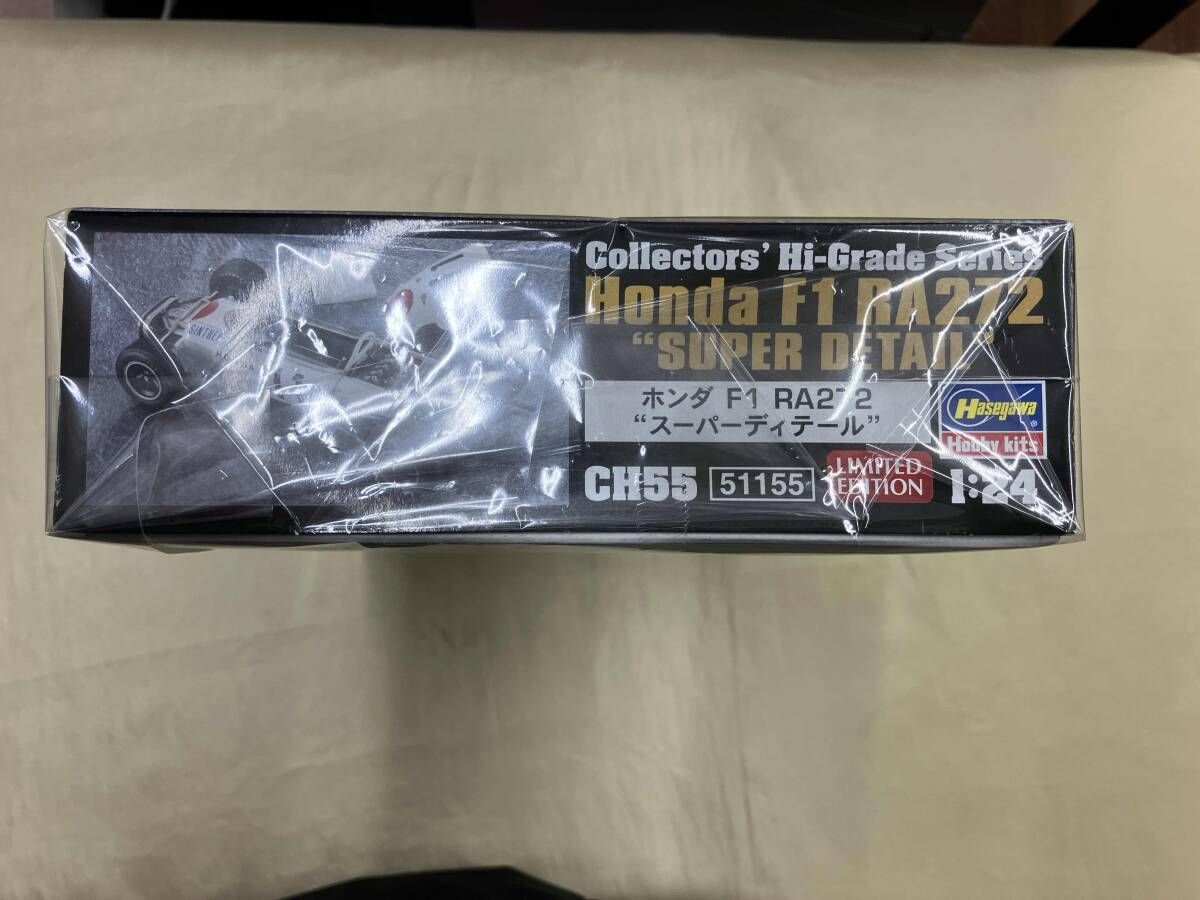 Collectors' Hi-Grade Series
Honda F1 RA272
“SUPER DETAIL”
ホンダ F1 RA272
“スーパーディテール”
Hasegawa
Hobby kits
CH55 51155 LIMITED EDITION 1:24